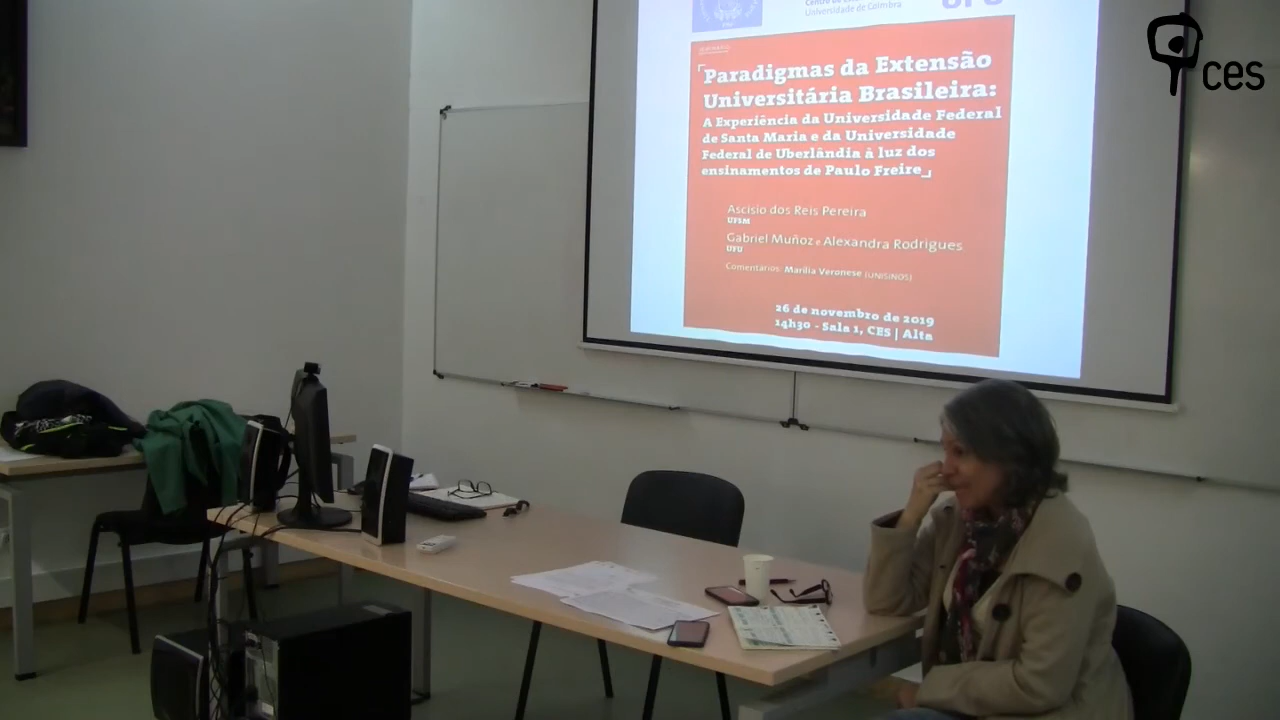 Universidade de Coimbra
ces
SEMINÁRIO
Paradigmas da Extensão
Universitária Brasileira:
A Experiência da Universidade Federal
de Santa Maria e da Universidade
Federal de Uberlândia à luz dos
ensinamentos de Paulo Freire
Ascísio dos Reis Pereira
UFSM
Gabriel Muñoz e Alexandra Rodrigues
UFU
Comentários: Marília Veronese (UNISINOS)
26 de novembro de 2019
14h30 - Sala 1, CES | Alta